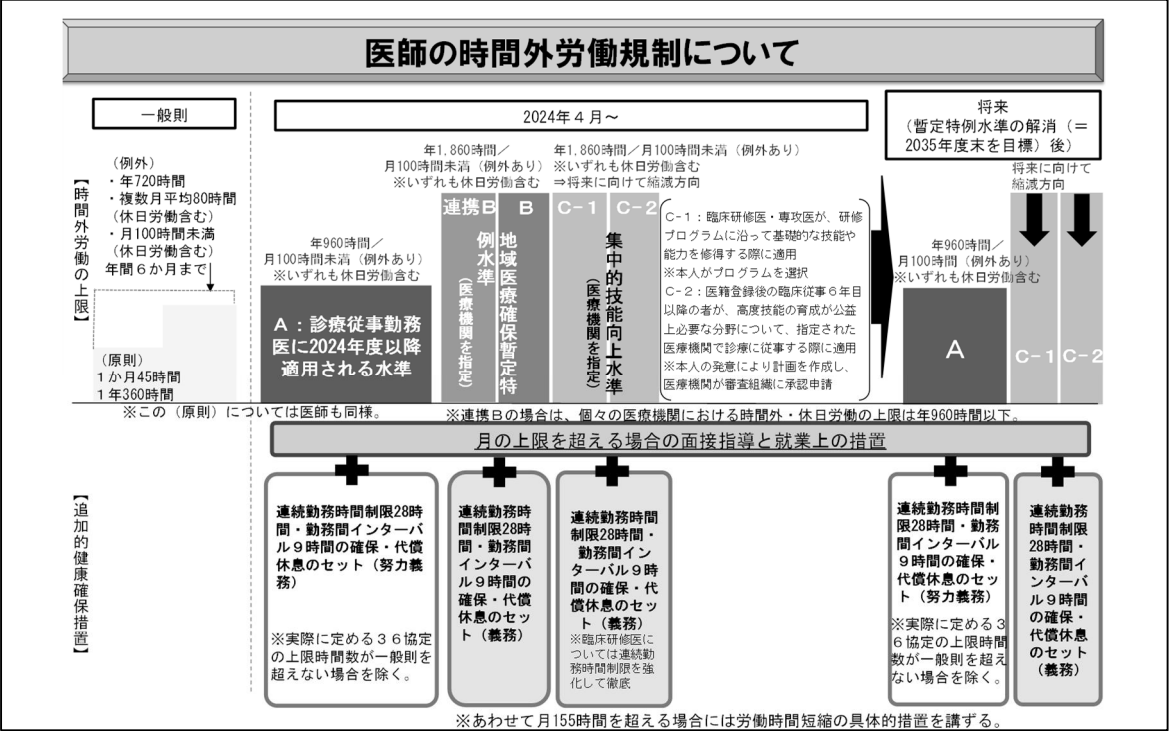 医師の時間外労働規制について
一般則
2024年４月～
将来
（暫定特例水準の解消（＝
2035年度末を目標）後）
【時間外労働の上限】
（例外）
・年720時間
・複数月平均80時間
（休日労働含む）
・月100時間未満
（休日労働含む）
年間６か月まで
（原則）
１か月45時間
１年360時間
※この（原則）については医師も同様。
年960時間／
月100時間未満（例外あり）
※いずれも休日労働含む
Ａ：診療従事勤務
医に2024年度以降
適用される水準
年1,860時間／
月100時間未満（例外あり）
※いずれも休日労働含む
連携Ｂ
Ｂ
地域医療確保暫定特
例水準
（医療機関を指定）
年1,860時間／月100時間未満（例外あり）
※いずれも休日労働含む
⇒将来に向けて縮減方向
Ｃ-１
Ｃ-２
集中的技能向上水準
（医療機関を指定）
Ｃ-１：臨床研修医・専攻医が、研修
プログラムに沿って基礎的な技能や
能力を修得する際に適用
※本人がプログラムを選択
Ｃ-２：医籍登録後の臨床従事６年目
以降の者が、高度技能の育成が公益
上必要な分野について、指定された
医療機関で診療に従事する際に適用
※本人の発意により計画を作成し、
医療機関が審査組織に承認申請
年960時間／
月100時間未満（例外あり）
※いずれも休日労働含む
Ａ
将来に向けて
縮減方向
Ｃ-１
Ｃ-２
※連携Ｂの場合は、個々の医療機関における時間外・休日労働の上限は年960時間以下。
月の上限を超える場合の面接指導と就業上の措置
【追加的健康確保措置】
連続勤務時間制限28時
間・勤務間インターバ
ル９時間の確保・代償
休息のセット（努力義
務）
※実際に定める３６協定
の上限時間数が一般則を
超えない場合を除く。
連続勤務時間制限28時
間・勤務間
インターバ
ル９時間の
確保・代償
休息のセッ
ト（義務）
連続勤務時間
制限28時間・
勤務間イン
ターバル９時
間の確保・代
償休息のセッ
ト（義務）
※臨床研修医に
ついては連続勤
務時間制限を強
化して徹底
連続勤務時間制
限28時間・勤務
間インターバル
９時間の確保・
代償休息のセッ
ト（努力義務）
※実際に定める３
６協定の上限時間
数が一般則を超え
ない場合を除く。
連続勤務
時間制限
28時間・
勤務間イ
ンターバ
ル９時間
の確保・
代償休息
のセット
（義務）
※あわせて月155時間を超える場合には労働時間短縮の具体的措置を講ずる。